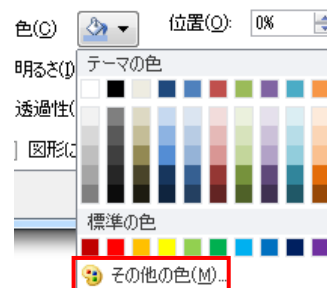 色(C) 位置(O): 0%
テーマの色
明るさ(I)
透過性(
図形に
標準の色
その他の色(M)...